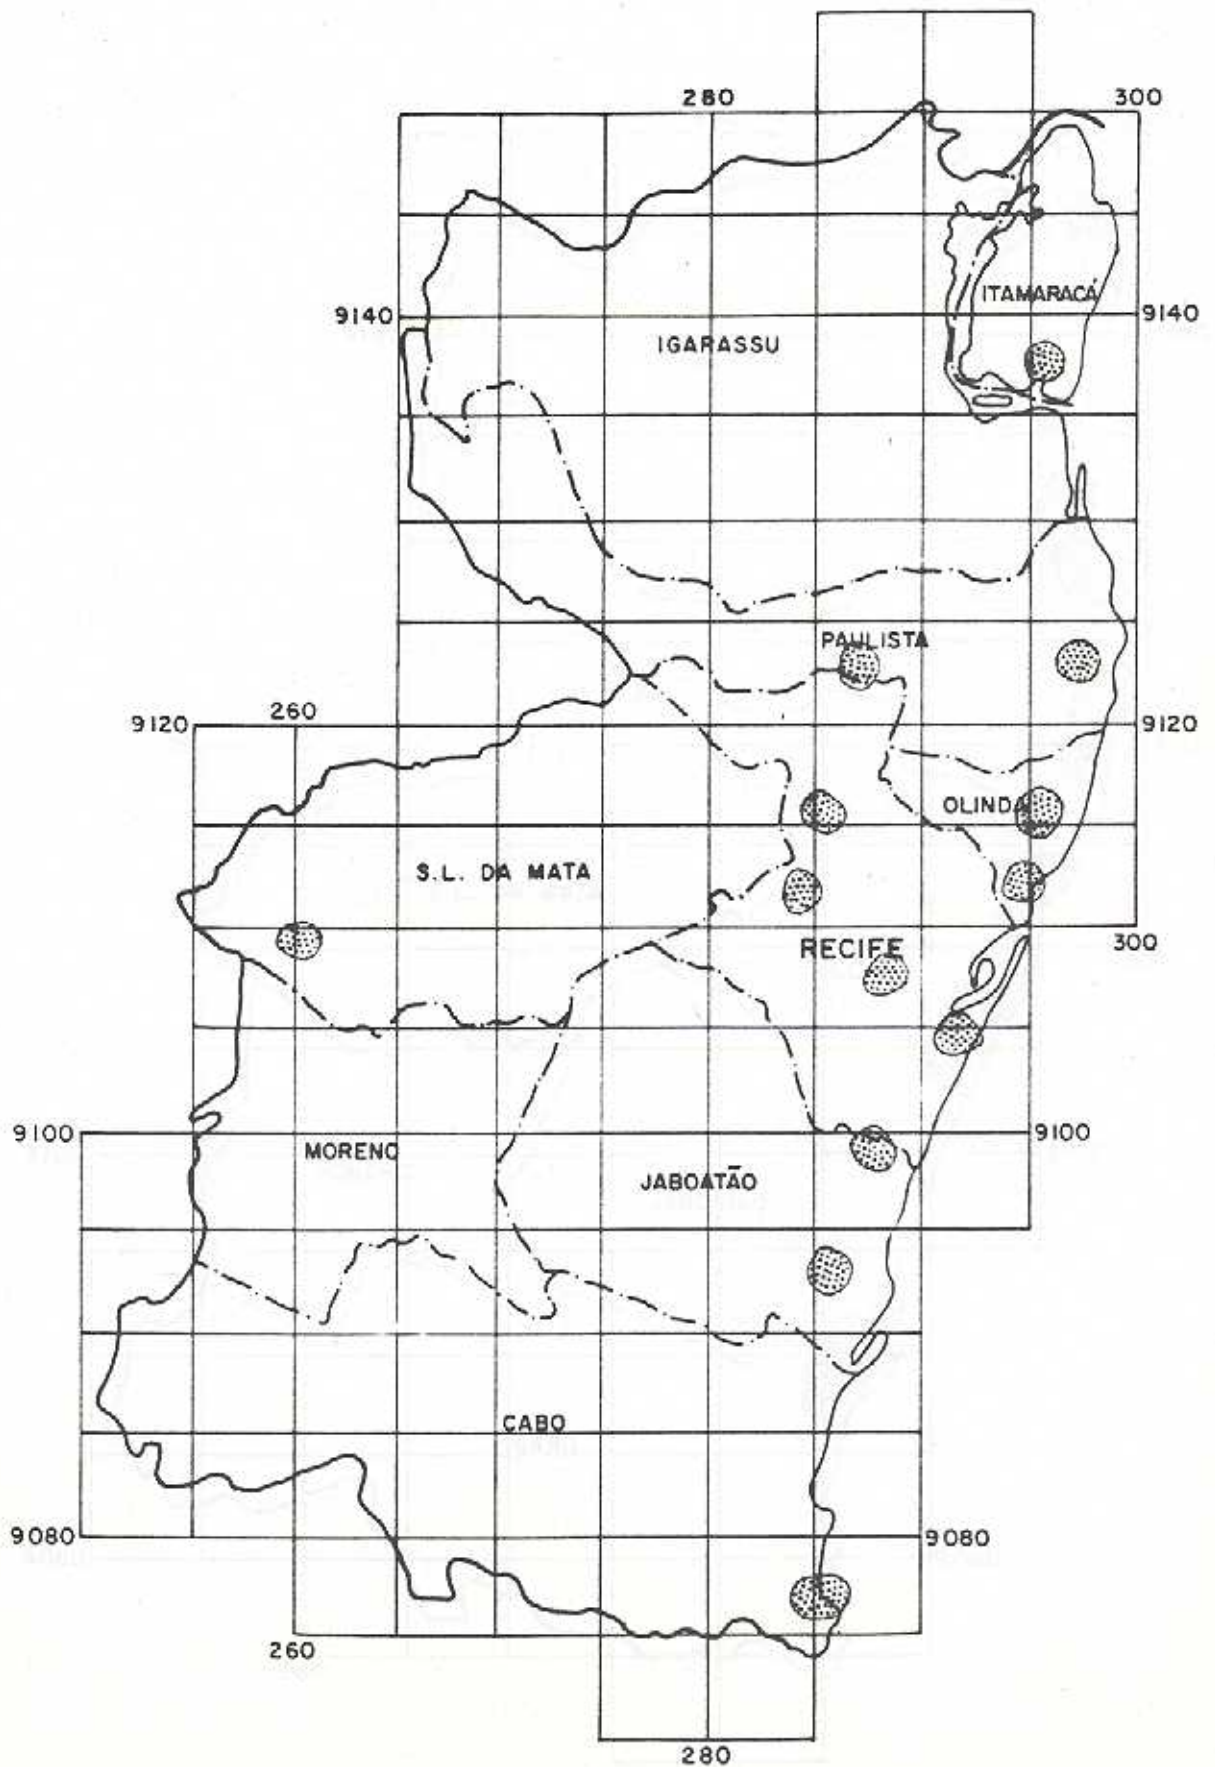 280 300
ITAMARACÁ
9140 9140
IGARASSU
PAULISTA
9120 260 9120
OLINDA
S.L. DA MATA
RECIFE 300
9100 9100
MORENO
JABOATÃO
CABO
9080 9080
260
280